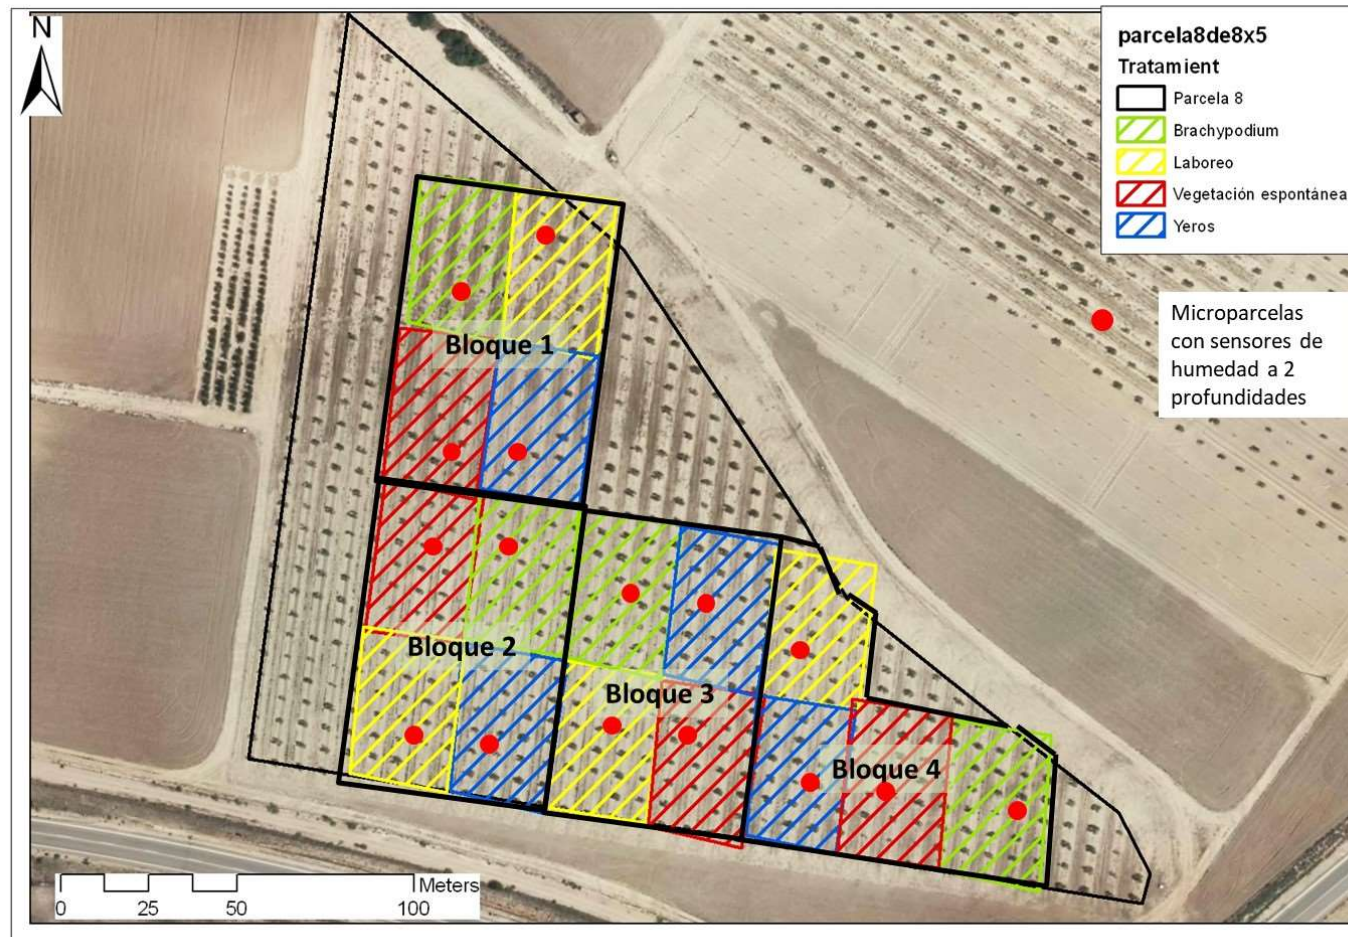 N
parcela8de8x5
Tratamient
Parcela 8
Brachypodium
Laboreo
Vegetación espontánea
Yeros
Microparcelas
con sensores de
humedad a 2
profundidades
Bloque 1
Bloque 2
Bloque 3
Bloque 4
Meters
0 25 50 100